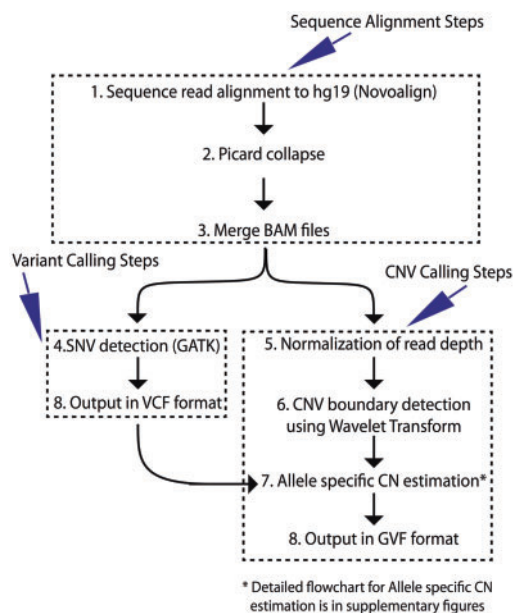 Sequence Alignment Steps
1. Sequence read alignment to hg19 (Novoalign)
2. Picard collapse
3. Merge BAM files
Variant Calling Steps
CNV Calling Steps
4.SNV detection (GATK)
8. Output in VCF format
5. Normalization of read depth
6. CNV boundary detection
using Wavelet Transform
7. Allele specific CN estimation*
8. Output in GVF format
* Detailed flowchart for Allele specific CN
estimation is in supplementary figures